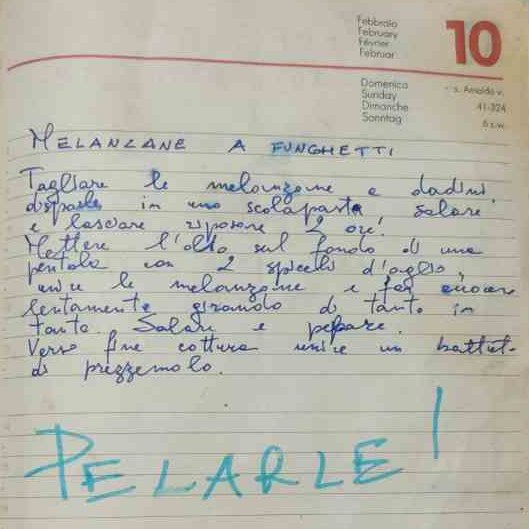 Febbraio
February
Février
Februar
10
Domenica
Sunday
Dimanche
Sonntag
s. Arnaldo v.
41-324
6 s.w.
MELANZANE A FUNGHETTI
Tagliare le melanzane a dadini,
disporle in uno scolapasta salare
e lasciare riposare 2 ore!
Mettere l'olio sul fondo di una
pentola con 2 spicchi d'aglio,
unire le melanzane e far cuocere
lentamente girando di tanto in
tanto. Salare e pepare.
Verso fine cottura unire un battut.
di prezzemolo.
PELARLE!